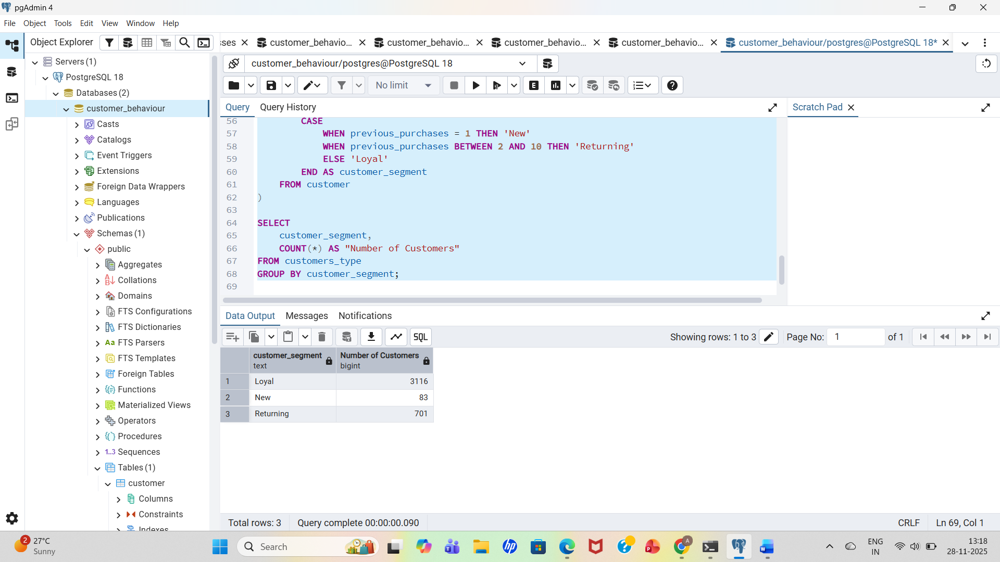 pgAdmin 4
File Object Tools Edit View Window Help
Object Explorer
sses
customer_behavio...
customer_behavio...
customer_behavio...
customer_behavio...
customer_behaviour/postgres@PostgreSQL 18*
Servers (1)
PostgreSQL 18
Databases (2)
customer_behaviour
Casts
Catalogs
Event Triggers
Extensions
Foreign Data Wrappers
Languages
Publications
Schemas (1)
public
Aggregates
Collations
Domains
FTS Configurations
FTS Dictionaries
Aa FTS Parsers
FTS Templates
Foreign Tables
Functions
Materialized Views
Operators
Procedures
1..3 Sequences
Tables (1)
customer
Columns
Constraints
Indexes
customer_behaviour/postgres@PostgreSQL 18
No limit
E
Query Query History
Scratch Pad
56 CASE
57 WHEN previous_purchases = 1 THEN 'New'
58 WHEN previous_purchases BETWEEN 2 AND 10 THEN 'Returning'
59 ELSE 'Loyal'
60 END AS customer_segment
61 FROM customer
62 )
63
64 SELECT
65 customer_segment,
66 COUNT(*) AS "Number of Customers"
67 FROM customers_type
68 GROUP BY customer_segment;
69
Data Output Messages Notifications
SQL
Showing rows: 1 to 3
Page No: 1 of 1
customer_segment Number of Customers
text bigint
1 Loyal 3116
2 New 83
3 Returning 701
Total rows: 3 Query complete 00:00:00.090 CRLF Ln 69, Col 1
2
27°C
Sunny
Search
ENG
IN
13:18
28-11-2025